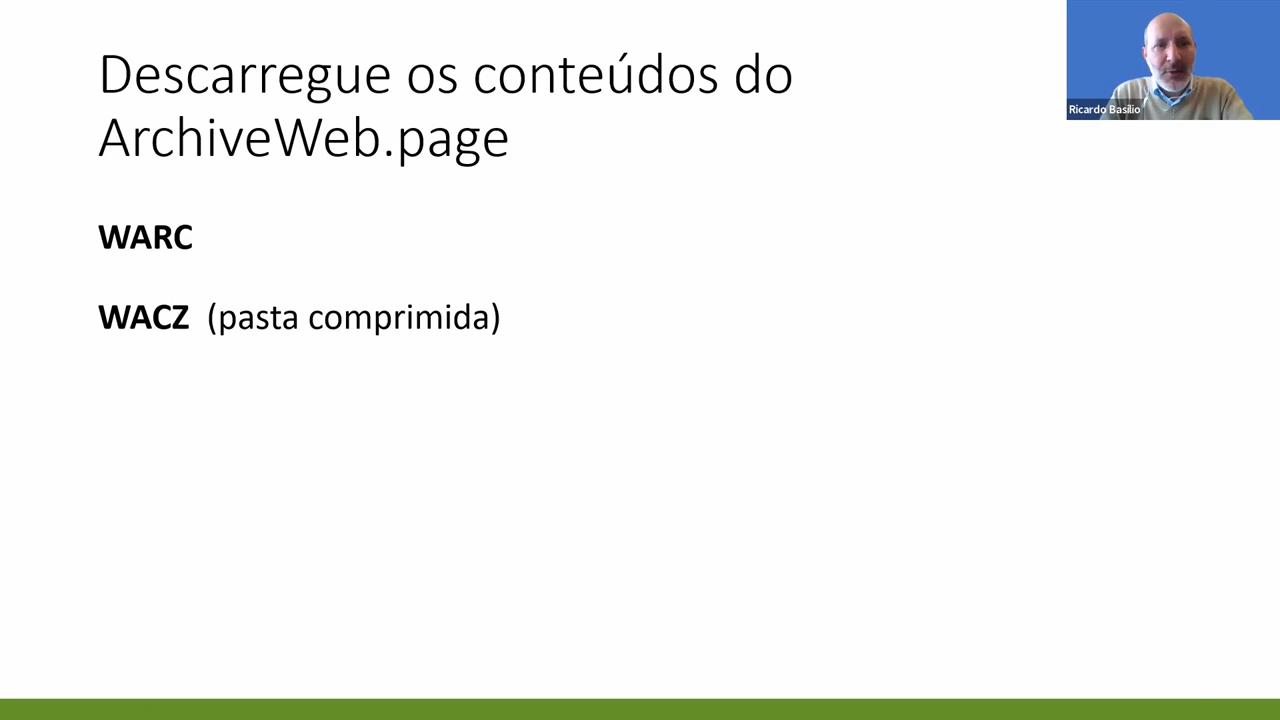 Descarregue os conteúdos do
ArchiveWeb.page
Ricardo Basílio
WARC
WACZ (pasta comprimida)